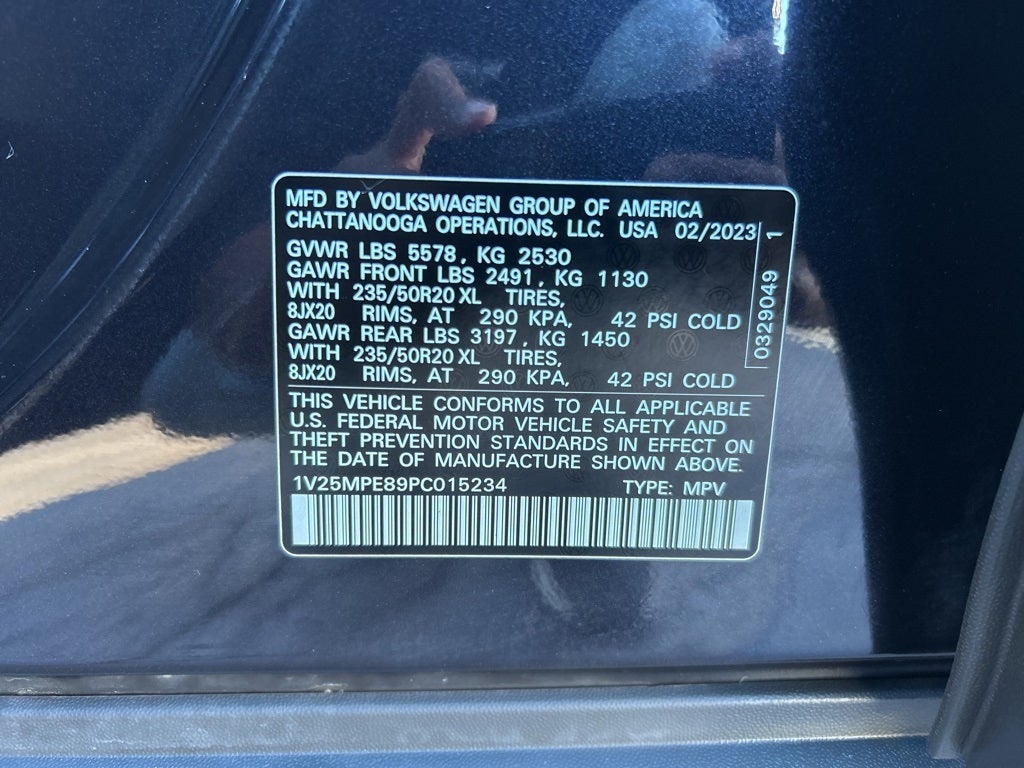 MFD BY VOLKSWAGEN GROUP OF AMERICA
CHATTANOOGA OPERATIONS, LLC. USA 02/2023
GVWR LBS 5578, KG 2530
GAWR FRONT LBS 2491, KG 1130
WITH 235/50R20 XL TIRES,
8JX20 RIMS, AT 290 KPA, 42 PSI COLD
GAWR REAR LBS 3197, KG 1450
WITH 235/50R20 XL TIRES,
8JX20 RIMS, AT 290 KPA, 42 PSI COLD
0329049 1
THIS VEHICLE CONFORMS TO ALL APPLICABLE
U.S. FEDERAL MOTOR VEHICLE SAFETY AND
THEFT PREVENTION STANDARDS IN EFFECT ON
THE DATE OF MANUFACTURE SHOWN ABOVE.
1V25MPE89PC015234 TYPE: MPV